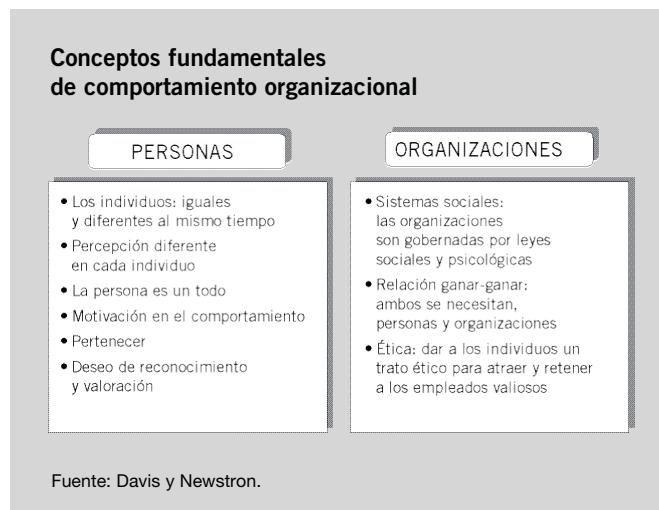 Conceptos fundamentales
de comportamiento organizacional
PERSONAS
• Los individuos: iguales
y diferentes al mismo tiempo
• Percepción diferente
en cada individuo
• La persona es un todo
• Motivación en el comportamiento
• Pertenecer
• Deseo de reconocimiento
y valoración
ORGANIZACIONES
• Sistemas sociales:
las organizaciones
son gobernadas por leyes
sociales y psicológicas
• Relación ganar-ganar:
ambos se necesitan,
personas y organizaciones
• Ética: dar a los individuos un
trato ético para atraer y retener
a los empleados valiosos
Fuente: Davis y Newstron.